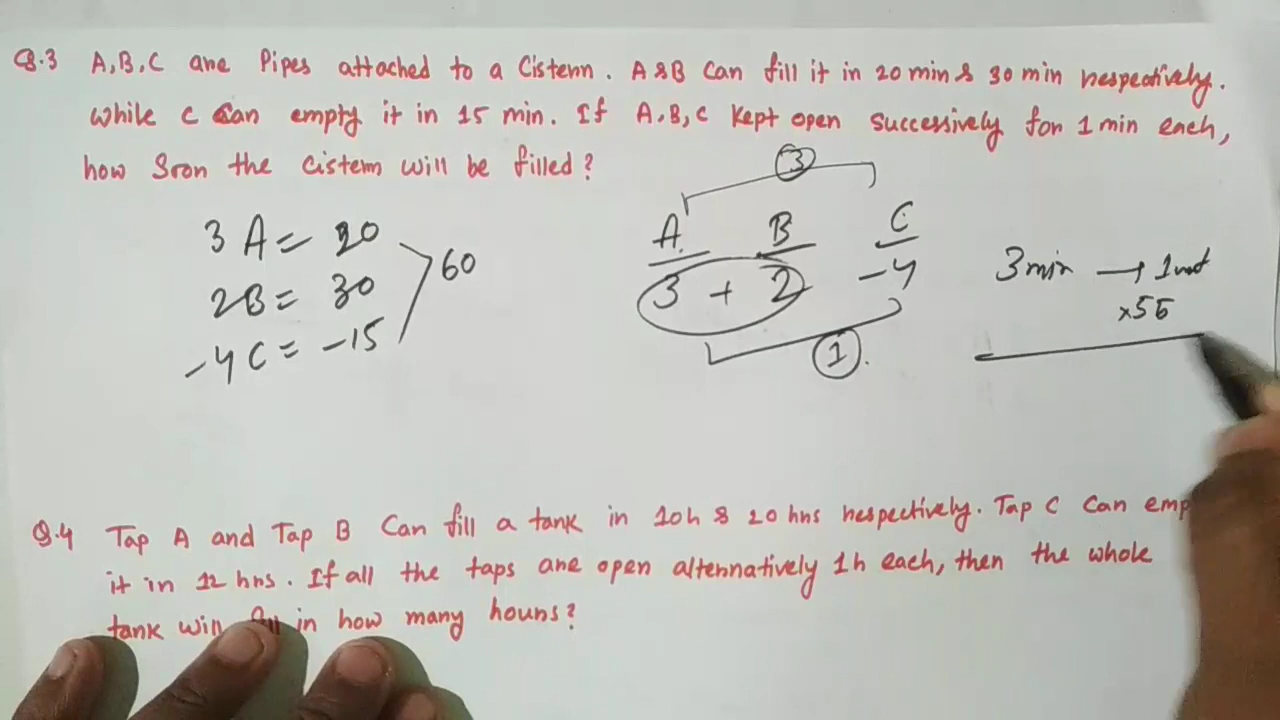 Q.3 A,B,C are Pipes attached to a Cistern. A & B Can fill it in 20 min & 30 min respectively.
while C can empty it in 15 min. If A,B,C Kept open Successively for 1 min each,
how Soon the cistern will be filled?
3
3 A = 20
2B = 30
-4 C = -15
60
A B C
3 + 2 -4
1
3 min → 1 unit
×55
Q.4 Tap A and Tap B Can fill a tank in 10h & 20 hrs respectively. Tap C Can emp
it in 12 hrs. If all the taps are open alternatively 1h each, then the whole
tank will in how many hours?